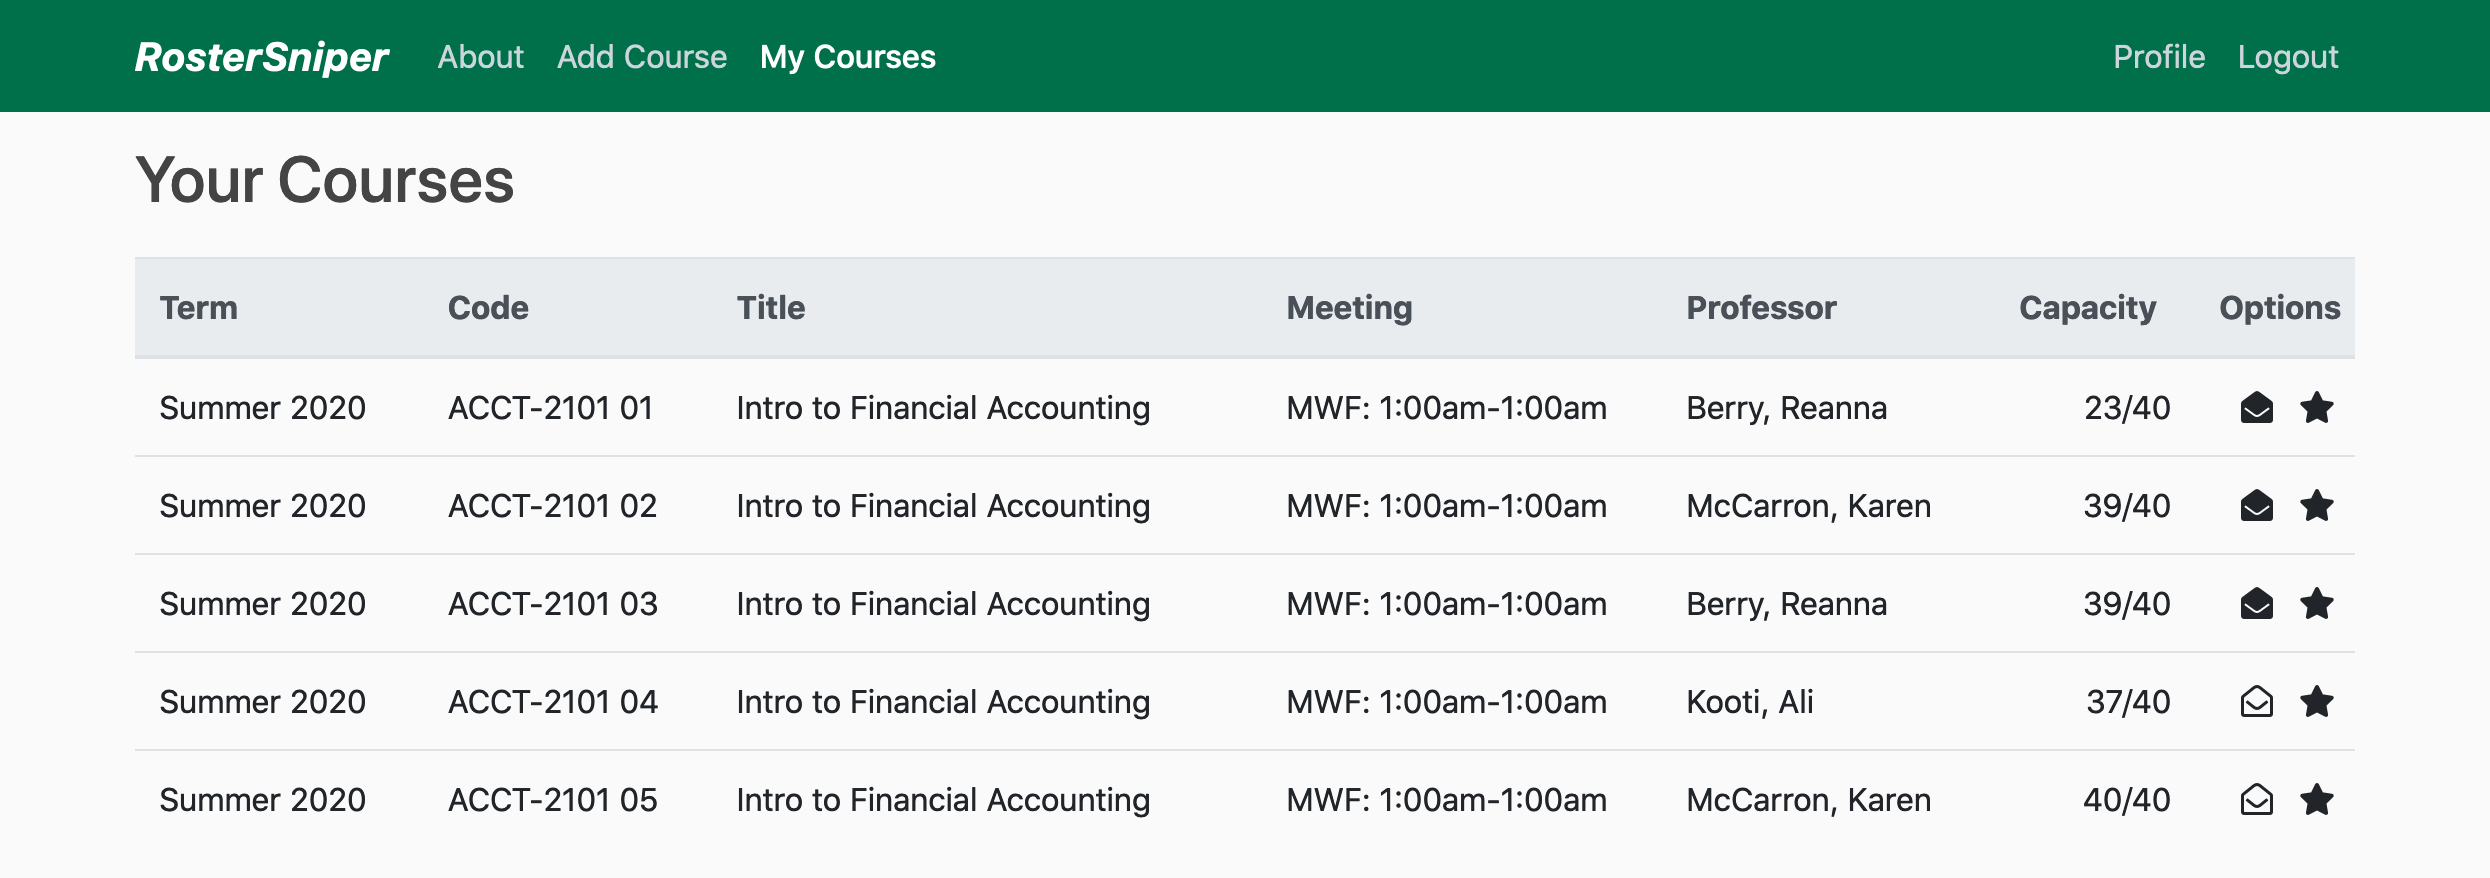 RosterSniper About Add Course My Courses Profile Logout
Your Courses
Term Code Title Meeting Professor Capacity Options
Summer 2020 ACCT-2101 01 Intro to Financial Accounting MWF: 1:00am-1:00am Berry, Reanna 23/40
Summer 2020 ACCT-2101 02 Intro to Financial Accounting MWF: 1:00am-1:00am McCarron, Karen 39/40
Summer 2020 ACCT-2101 03 Intro to Financial Accounting MWF: 1:00am-1:00am Berry, Reanna 39/40
Summer 2020 ACCT-2101 04 Intro to Financial Accounting MWF: 1:00am-1:00am Kooti, Ali 37/40
Summer 2020 ACCT-2101 05 Intro to Financial Accounting MWF: 1:00am-1:00am McCarron, Karen 40/40